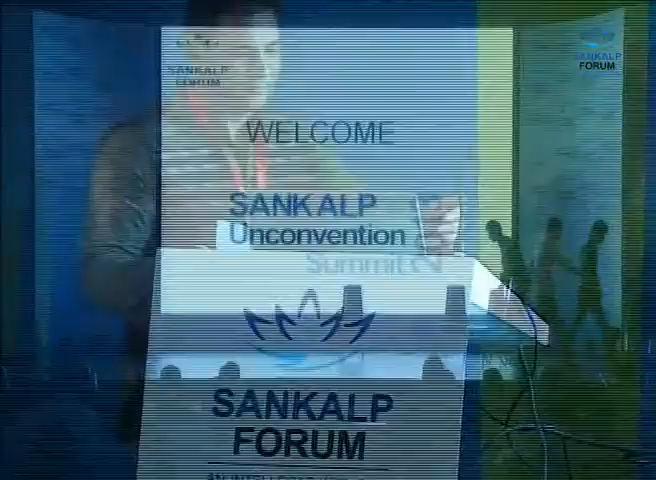 SANKALP
FORUM
SANKALP
FORUM
WELCOME
SANKALP
Unconvention
Summit
SANKALP
FORUM